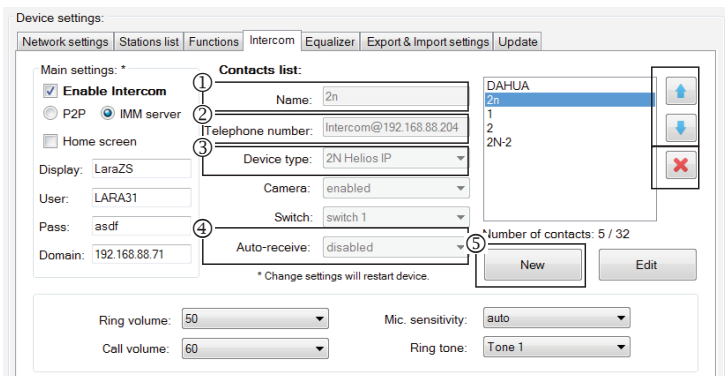 Device settings:
Network settings Stations list Functions Intercom Equalizer Export & Import settings Update
Main settings: *
Enable Intercom
P2P IMM server
Home screen
Display: LaraZS
User: LARA31
Pass: asdf
Domain: 192.168.88.71
Contacts list:
① Name: 2n
② Telephone number: Intercom@192.168.88.204
③ Device type: 2N Helios IP
Camera: enabled
Switch: switch 1
④ Auto-receive: disabled
* Change settings will restart device.
DAHUA
2n
1
2
2N-2
Number of contacts: 5 / 32
⑤ New Edit
Ring volume: 50 Mic. sensitivity: auto
Call volume: 60 Ring tone: Tone 1